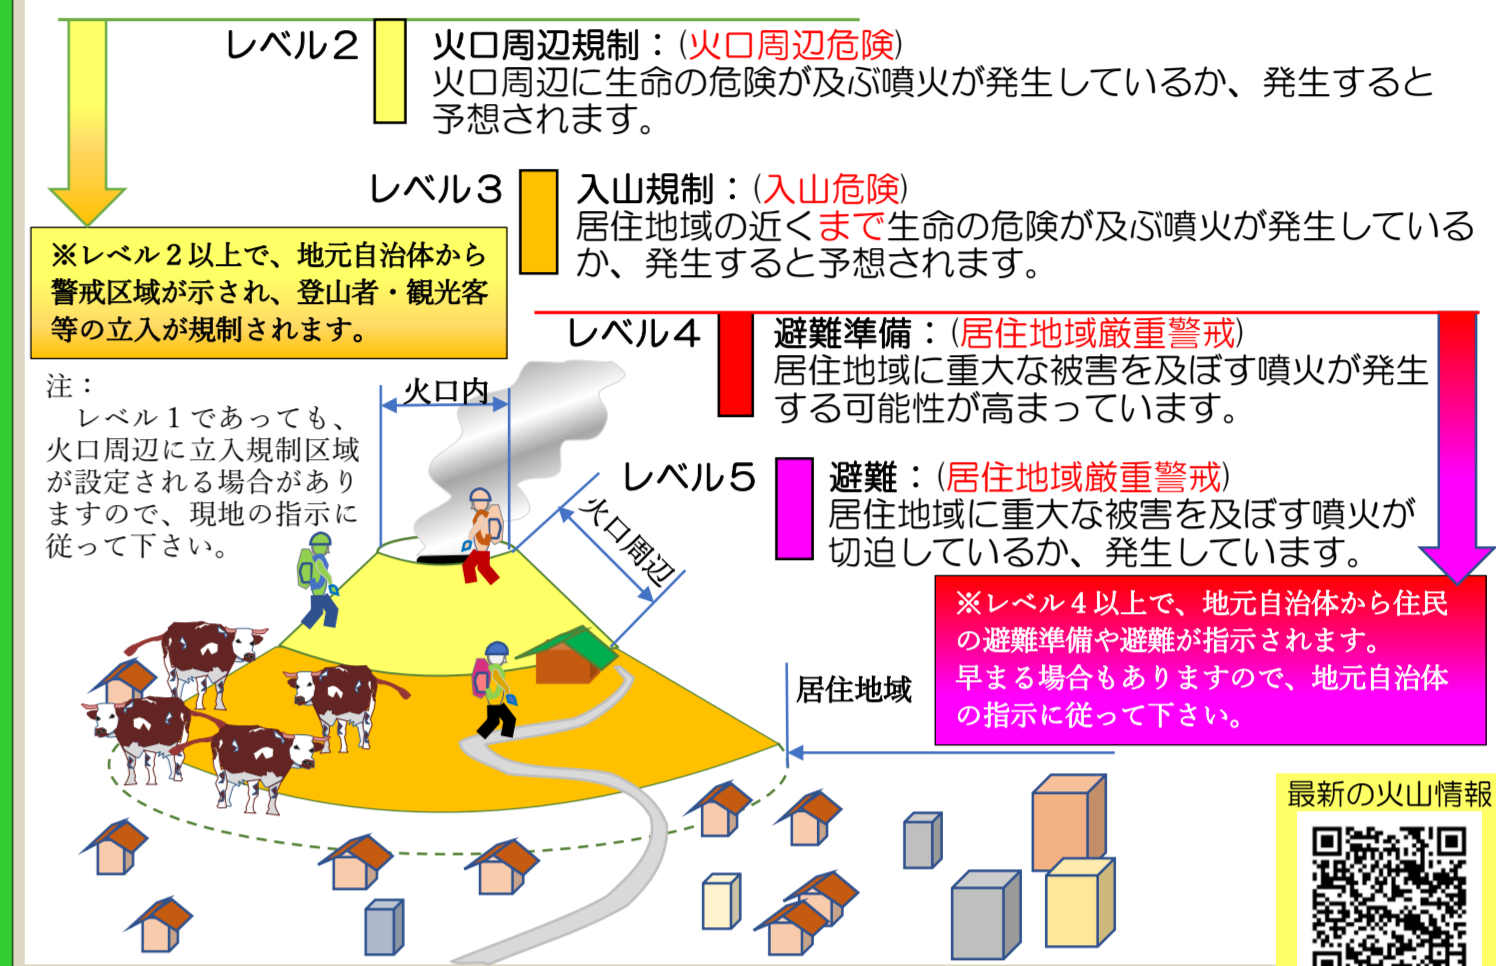 レベル２
火口周辺規制：(火口周辺危険)
火口周辺に生命の危険が及ぶ噴火が発生しているか、発生すると
予想されます。
レベル３
入山規制：(入山危険)
居住地域の近くまで生命の危険が及ぶ噴火が発生している
か、発生すると予想されます。
※レベル２以上で、地元自治体から
警戒区域が示され、登山者・観光客
等の立入が規制されます。
レベル４
避難準備：(居住地域厳重警戒)
居住地域に重大な被害を及ぼす噴火が発生
する可能性が高まっています。
注：
レベル１であっても、
火口周辺に立入規制区域
が設定される場合があり
ますので、現地の指示に
従って下さい。
火口内
レベル５
避難：(居住地域厳重警戒)
居住地域に重大な被害を及ぼす噴火が
切迫しているか、発生しています。
火口周辺
※レベル４以上で、地元自治体から住民
の避難準備や避難が指示されます。
早まる場合もありますので、地元自治体
の指示に従って下さい。
居住地域
最新の火山情報